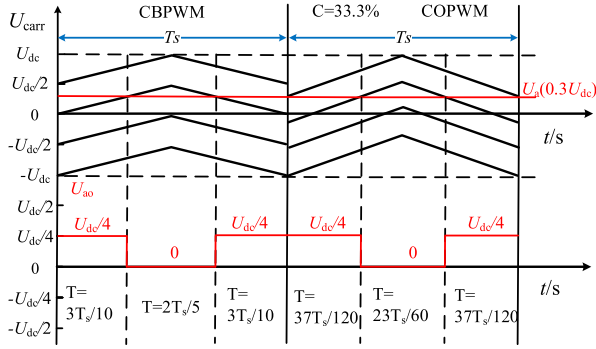 U_carr
CBPWM
C=33.3%
COPWM
Ts
Ts
U_dc
U_dc/2
U_a(0.3U_dc)
0
t/s
-U_dc/2
-U_dc
U_ao
U_dc/2
U_dc/4
U_dc/4
U_dc/4
U_dc/4
U_dc/4
0
0
0
t/s
-U_dc/4
-U_dc/2
T=
3T_s/10
T=2T_s/5
T=
3T_s/10
T=
37T_s/120
T=
23T_s/60
T=
37T_s/120